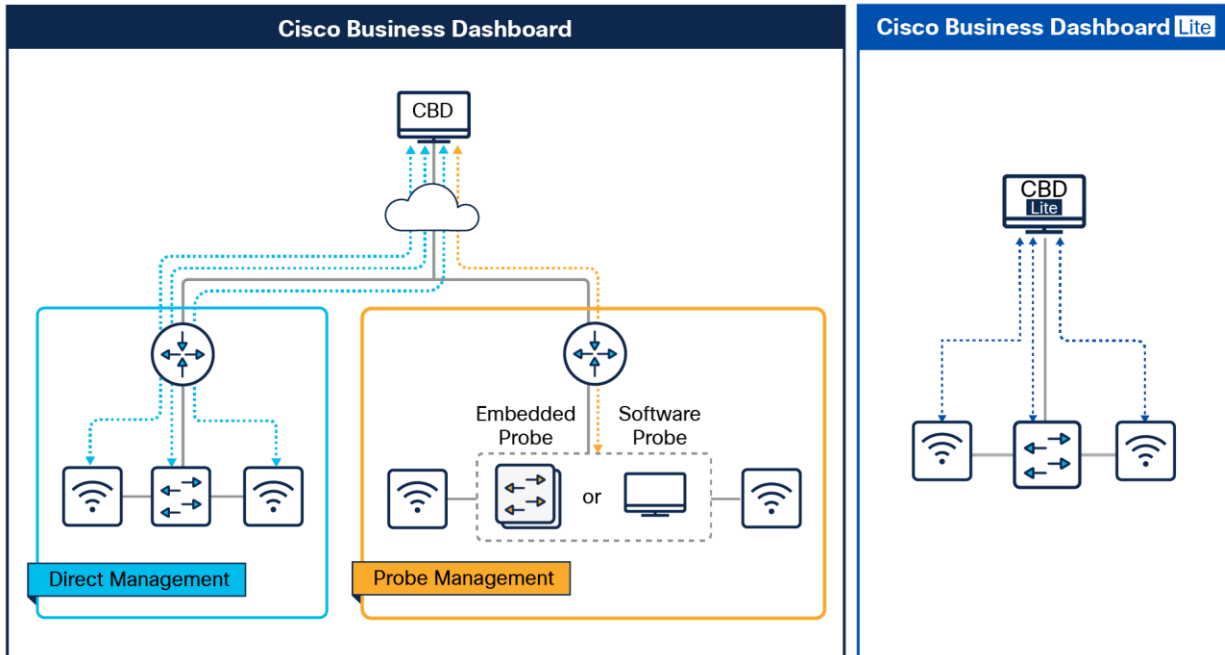 Cisco Business Dashboard
Cisco Business Dashboard Lite
CBD
CBD
Lite
Embedded
Probe
Software
Probe
or
Direct Management
Probe Management